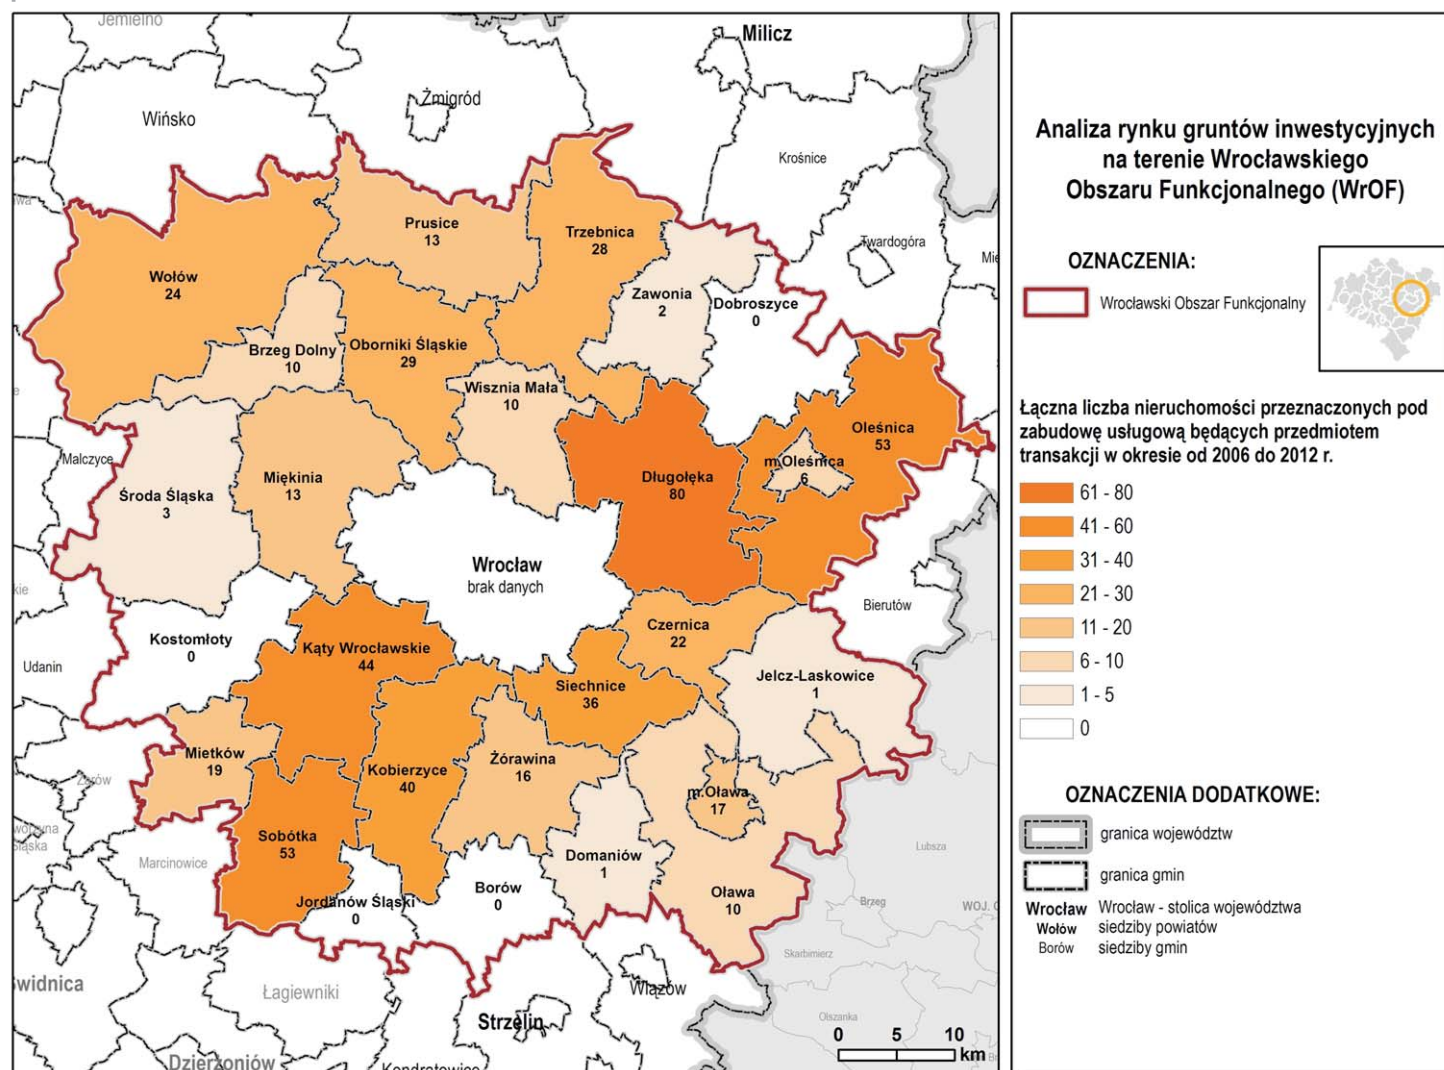 Jemielno
Milicz
Żmigród
Wińsko
Krośnice
Twardogóra
Prusice
13
Trzebnica
28
Wołów
24
Zawonia
2
Dobroszyce
0
Brzeg Dolny
10
Oborniki Śląskie
29
Wisznia Mała
10
Oleśnica
53
Malczyce
m.Oleśnica
6
Środa Śląska
3
Miękinia
13
Długołęka
80
Wrocław
brak danych
Bierutów
Kostomłoty
0
Czernica
22
Udanin
Kąty Wrocławskie
44
Siechnice
36
Jelcz-Laskowice
1
Mietków
19
Kobierzyce
40
Żórawina
16
m.Oława
17
Żarów
Sobótka
53
Marcinowice
Domaniów
1
Lubsza
Jordanów Śląski
0
Borów
0
Oława
10
Brzeg
WOJ. O
Skarbimierz
Świdnica
Łagiewniki
Wiązów
Strzelin
Olszanka
Dzierżoniów
Kondratowice
0 5 10
km
Analiza rynku gruntów inwestycyjnych
na terenie Wrocławskiego
Obszaru Funkcjonalnego (WrOF)
OZNACZENIA:
Wrocławski Obszar Funkcjonalny
Łączna liczba nieruchomości przeznaczonych pod
zabudowę usługową będących przedmiotem
transakcji w okresie od 2006 do 2012 r.
61 - 80
41 - 60
31 - 40
21 - 30
11 - 20
6 - 10
1 - 5
0
OZNACZENIA DODATKOWE:
granica województw
granica gmin
Wrocław Wrocław - stolica województwa
Wołów siedziby powiatów
Borów siedziby gmin